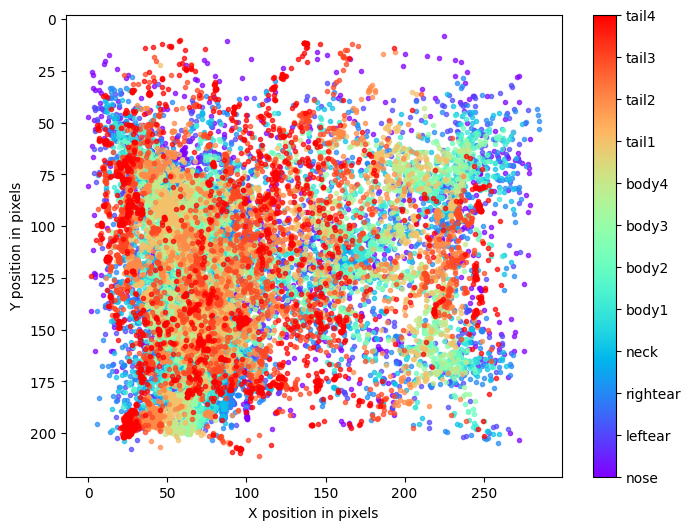 0
25
50
75
100
125
150
175
200
Y position in pixels
0
50
100
150
200
250
X position in pixels
tail4
tail3
tail2
tail1
body4
body3
body2
body1
neck
rightear
leftear
nose